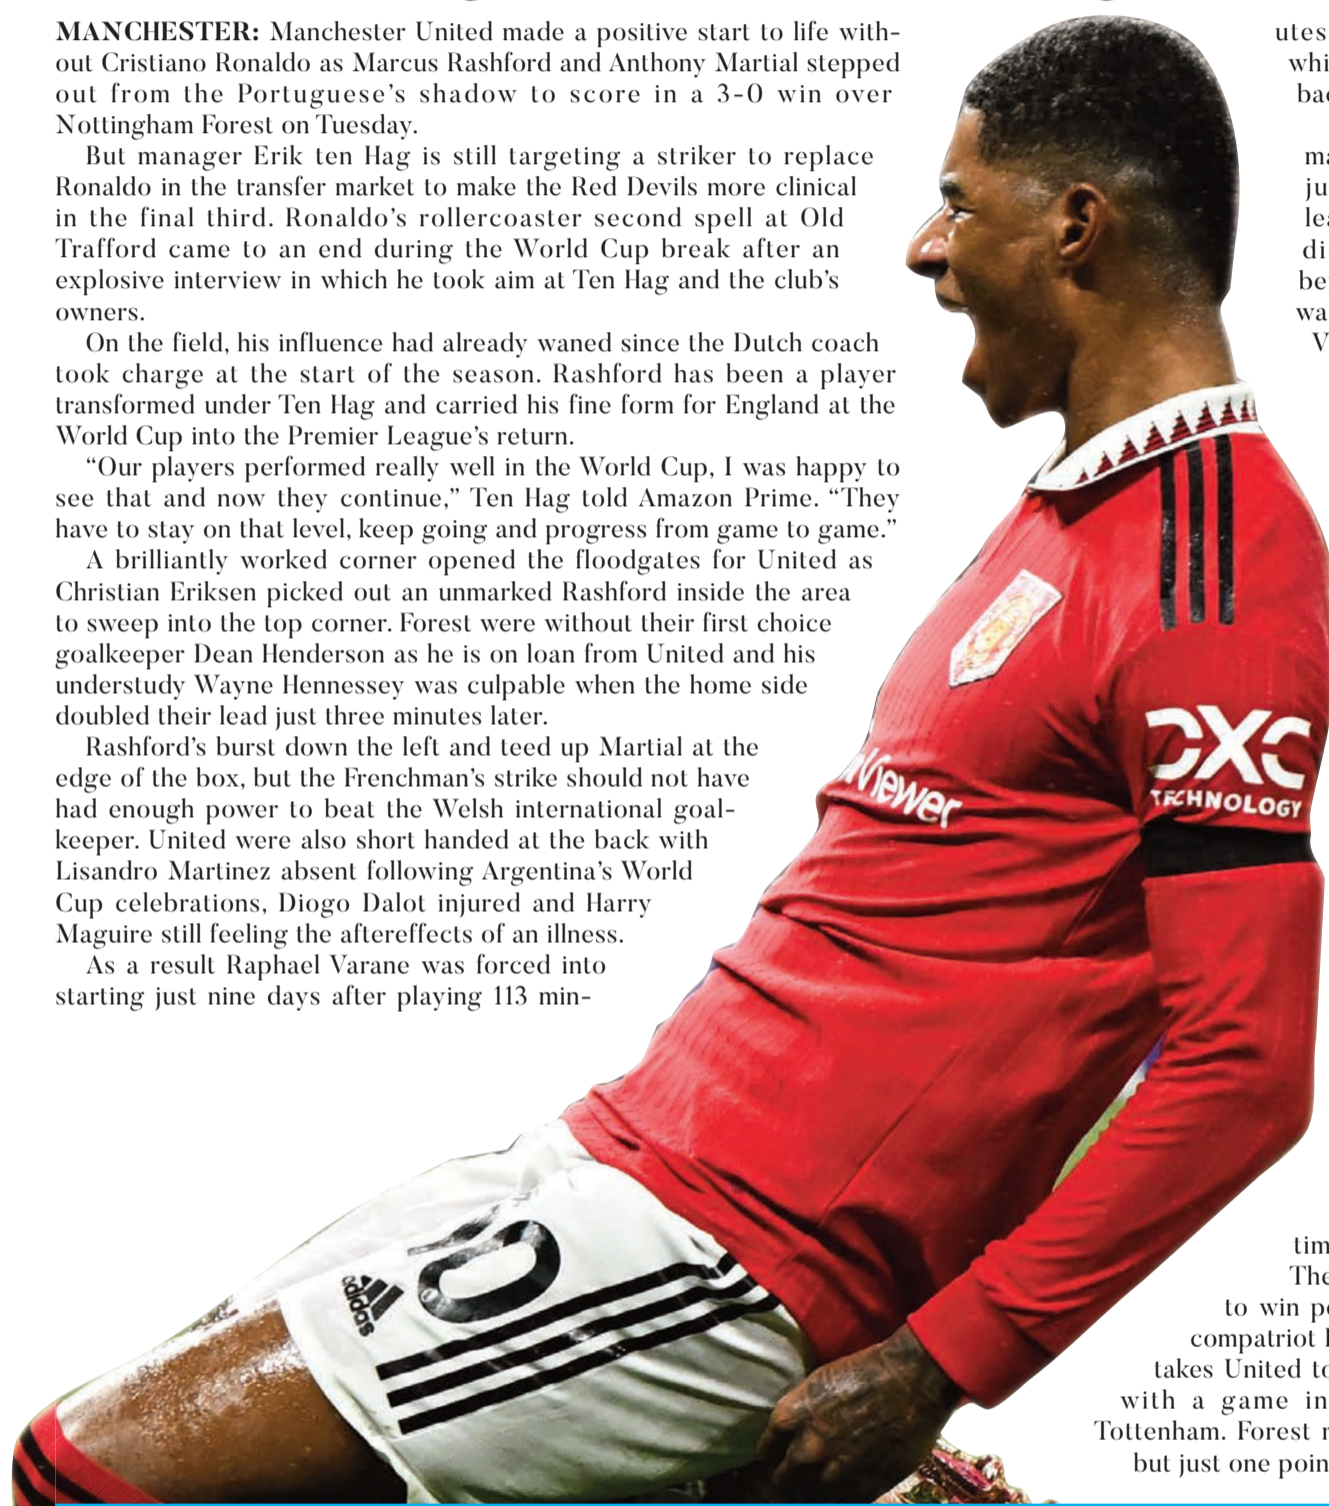 MANCHESTER: Manchester United made a positive start to life with-
out Cristiano Ronaldo as Marcus Rashford and Anthony Martial stepped
out from the Portuguese's shadow to score in a 3-0 win over
Nottingham Forest on Tuesday.
But manager Erik ten Hag is still targeting a striker to replace
Ronaldo in the transfer market to make the Red Devils more clinical
in the final third. Ronaldo's rollercoaster second spell at Old
Trafford came to an end during the World Cup break after an
explosive interview in which he took aim at Ten Hag and the club's
owners.
On the field, his influence had already waned since the Dutch coach
took charge at the start of the season. Rashford has been a player
transformed under Ten Hag and carried his fine form for England at the
World Cup into the Premier League's return.
“Our players performed really well in the World Cup, I was happy to
see that and now they continue,” Ten Hag told Amazon Prime. “They
have to stay on that level, keep going and progress from game to game.”
A brilliantly worked corner opened the floodgates for United as
Christian Eriksen picked out an unmarked Rashford inside the area
to sweep into the top corner. Forest were without their first choice
goalkeeper Dean Henderson as he is on loan from United and his
understudy Wayne Hennessey was culpable when the home side
doubled their lead just three minutes later.
Rashford's burst down the left and teed up Martial at the
edge of the box, but the Frenchman's strike should not have
had enough power to beat the Welsh international goal-
keeper. United were also short handed at the back with
Lisandro Martinez absent following Argentina's World
Cup celebrations, Diogo Dalot injured and Harry
Maguire still feeling the aftereffects of an illness.
As a result Raphael Varane was forced into
starting just nine days after playing 113 min-
utes
whi
bac
ma
ju
lea
di
be
wa
V
tim
The
to win p
compatriot
takes United to
with a game in
Tottenham. Forest
but just one poin
Viewer
DXC
TECHNOLOGY
10
adidas